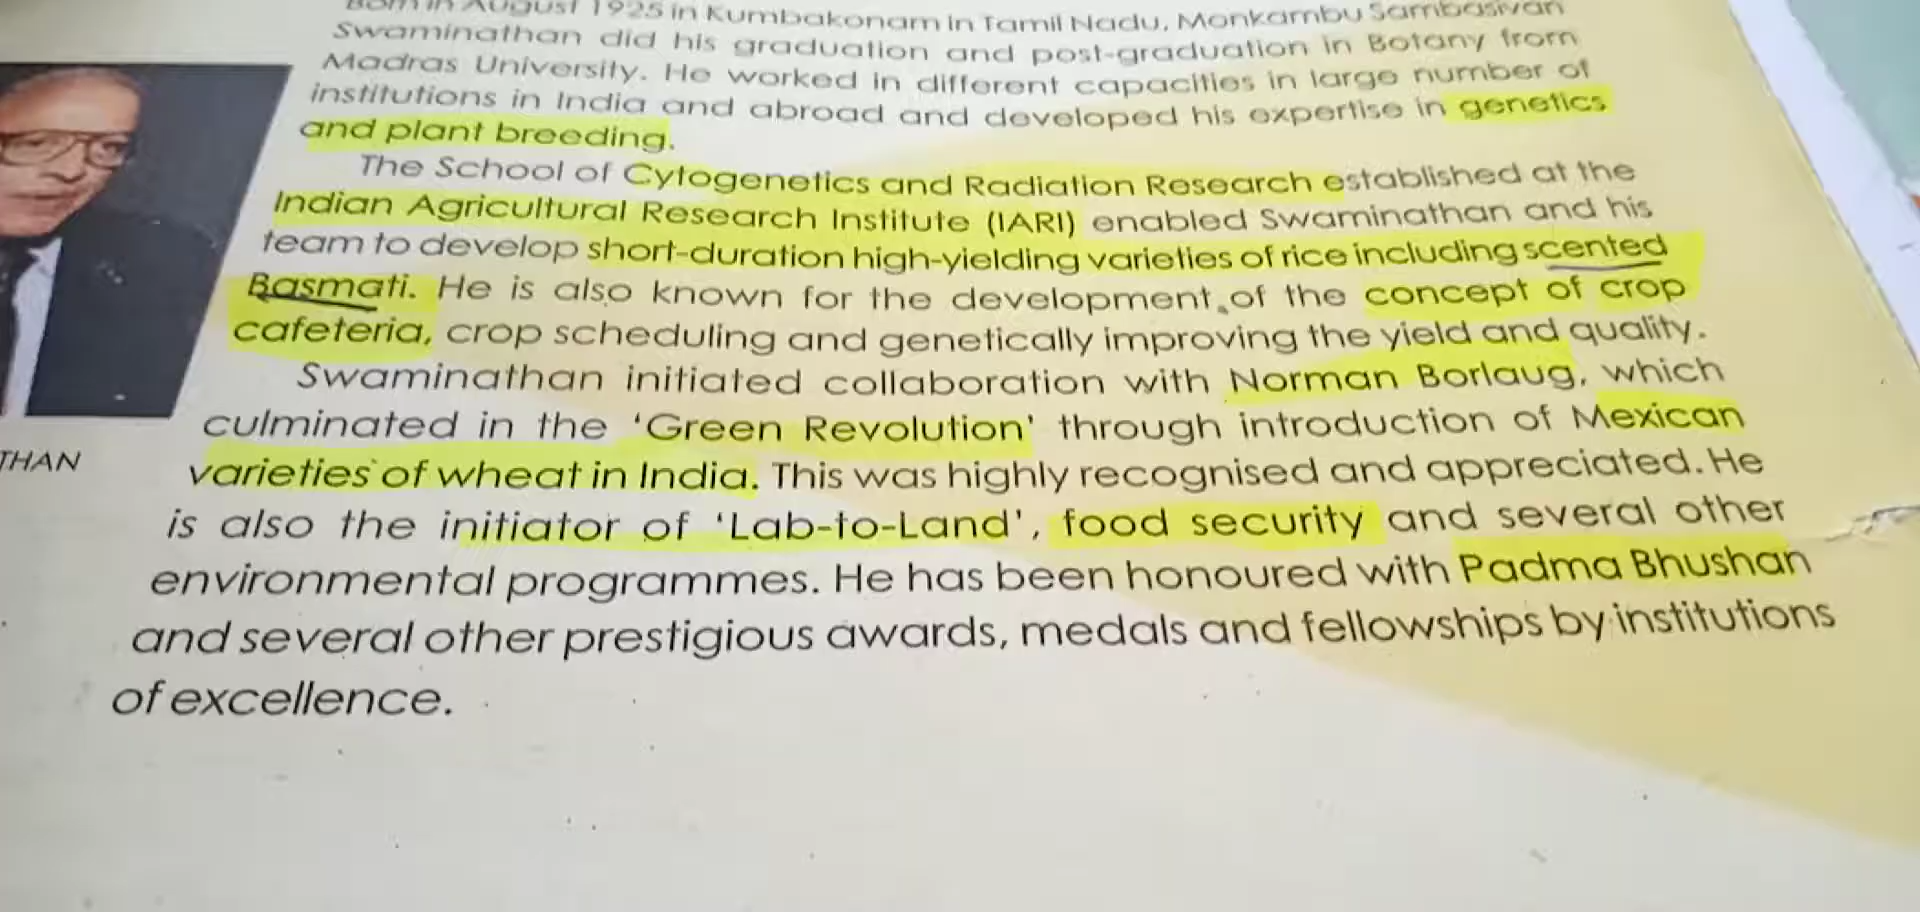 Born in August 1925 in Kumbakonam in Tamil Nadu, Monkambu Sambasivan
Swaminathan did his graduation and post-graduation in Botany from
Madras University. He worked in different capacities in large number of
institutions in India and abroad and developed his expertise in genetics
and plant breeding.
The School of Cytogenetics and Radiation Research established at the
Indian Agricultural Research Institute (IARI) enabled Swaminathan and his
team to develop short-duration high-yielding varieties of rice including scented
Basmati. He is also known for the development of the concept of crop
cafeteria, crop scheduling and genetically improving the yield and quality.
Swaminathan initiated collaboration with Norman Borlaug, which
culminated in the 'Green Revolution' through introduction of Mexican
varieties of wheat in India. This was highly recognised and appreciated. He
is also the initiator of 'Lab-to-Land', food security and several other
environmental programmes. He has been honoured with Padma Bhushan
and several other prestigious awards, medals and fellowships by institutions
of excellence.
THAN